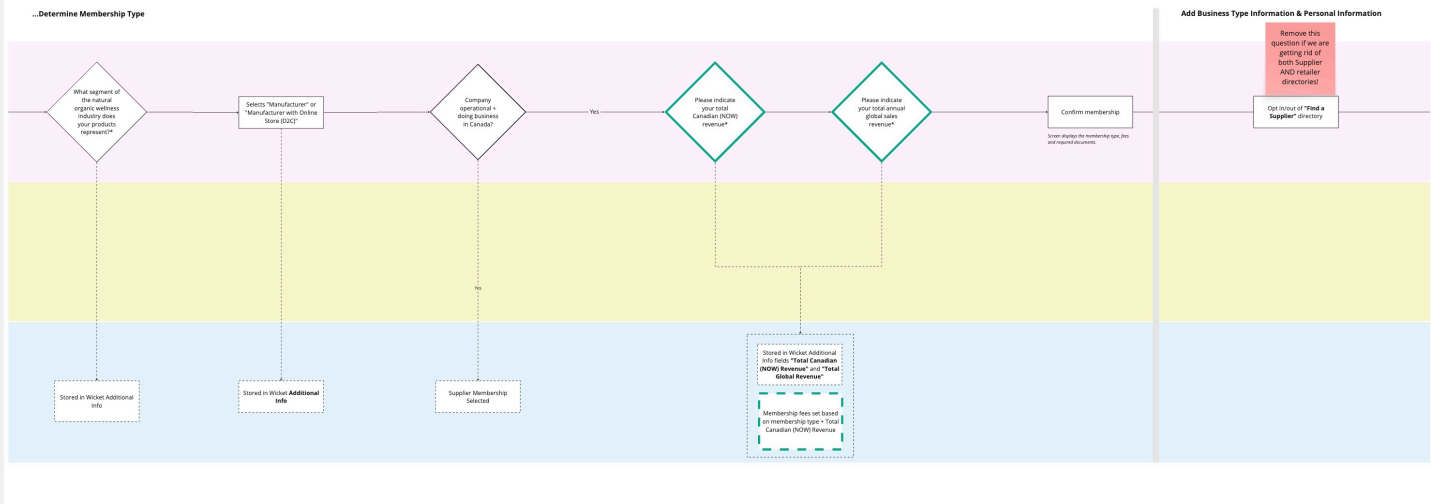 ...Determine Membership Type
Add Business Type Information & Personal Information
Remove this
question if we are
getting rid of
both Supplier
AND retailer
directories!
What segment of
the natural
organic wellness
industry does
your products
represent?*
Selects "Manufacturer" or
"Manufacturer with Online
Store (D2C)"
Company
operational +
doing business
in Canada?
Yes
Please indicate
your total
Canadian (NOW)
revenue*
Please indicate
your total annual
global sales
revenue*
Confirm membership
Screen displays the membership type, fees
and required documents.
Opt in/out of "Find a
Supplier" directory
Yes
Stored in Wicket Additional
Info
Stored in Wicket Additional
Info
Supplier Membership
Selected
Stored in Wicket Additional
Info fields "Total Canadian
(NOW) Revenue" and "Total
Global Revenue"
Membership fees set based
on membership type + Total
Canadian (NOW) Revenue